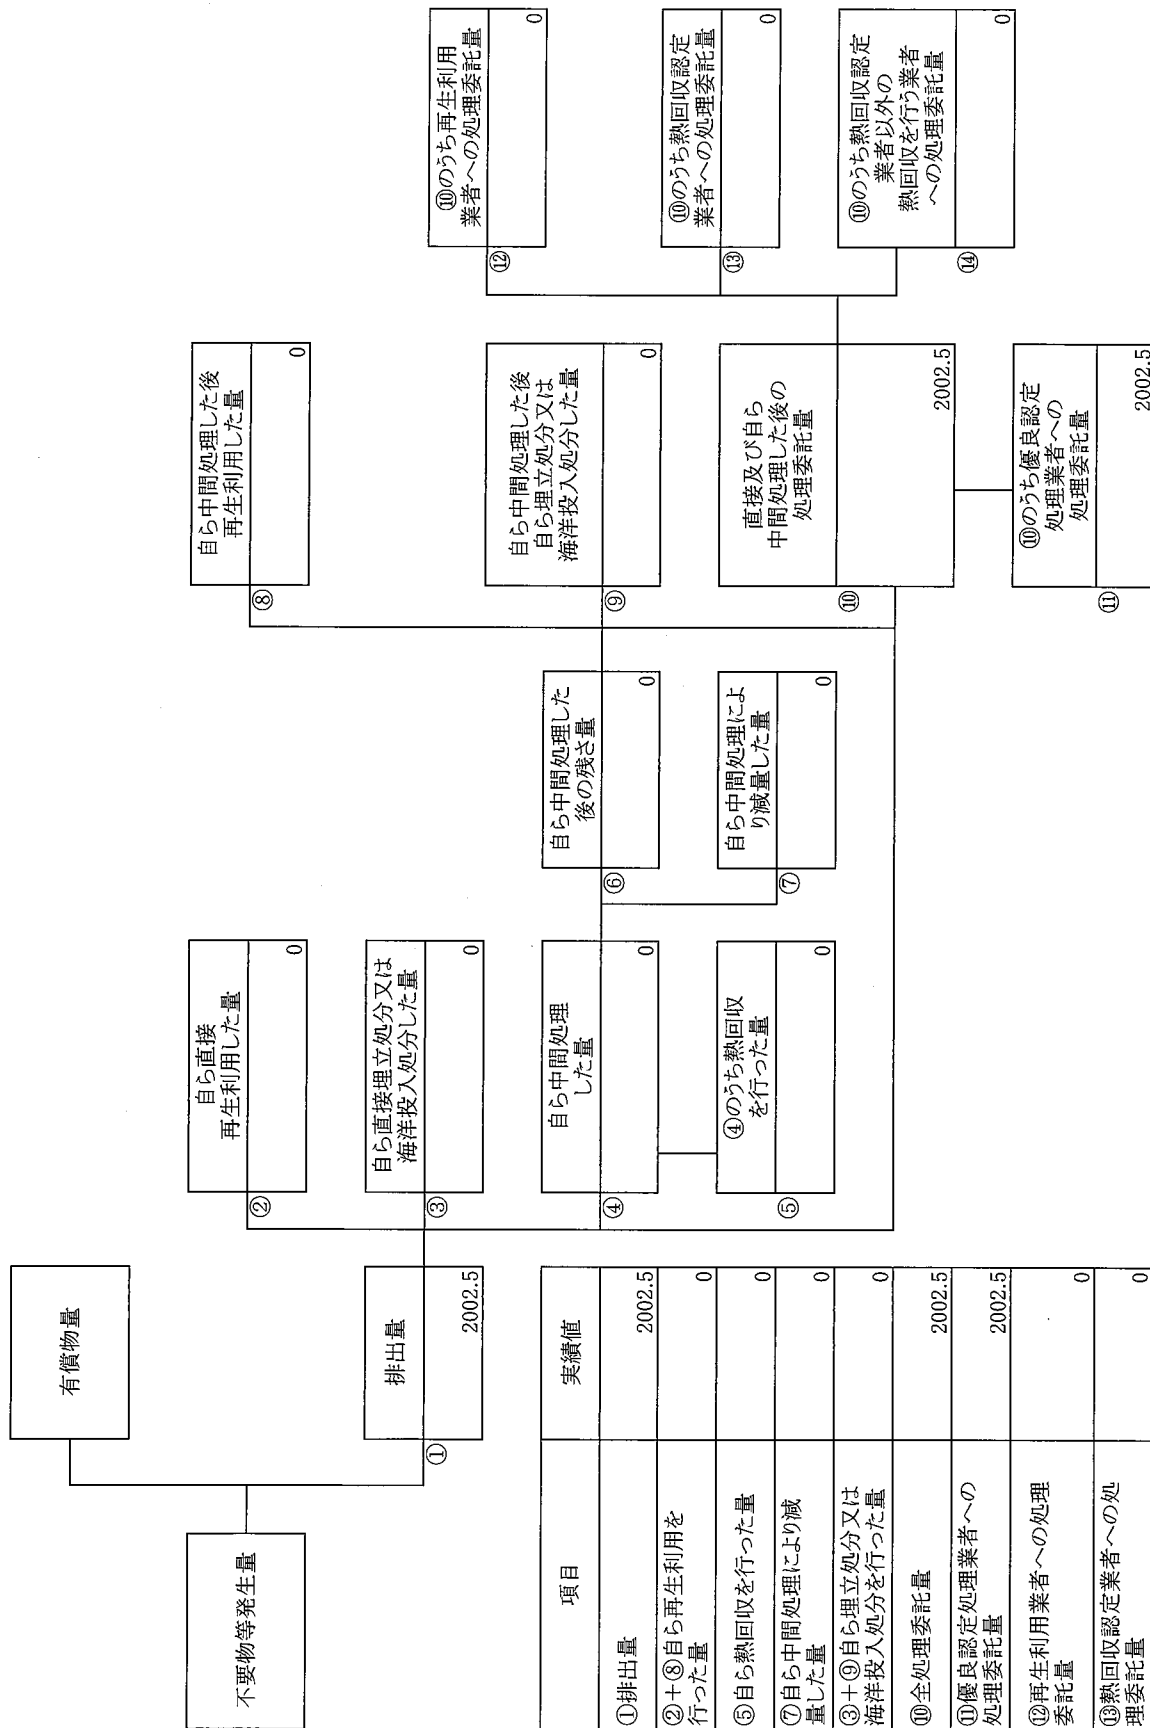 不要物等発生量
有償物量
①
排出量
2002.5
②
自ら直接
再生利用した量
0
③
自ら直接埋立処分又は
海洋投入処分した量
0
④
自ら中間処理
した量
0
⑤
④のうち熱回収
を行った量
0
⑥
自ら中間処理した
後の残さ量
0
⑦
自ら中間処理によ
り減量した量
0
⑧
自ら中間処理した後
再生利用した量
0
⑨
自ら中間処理した後
自ら埋立処分又は
海洋投入処分した量
0
⑩
直接及び自ら
中間処理した後の
処理委託量
2002.5
⑪
⑩のうち優良認定
処理業者への
処理委託量
2002.5
⑫
⑩のうち再生利用
業者への処理委託量
0
⑬
⑩のうち熱回収認定
業者への処理委託量
0
⑭
⑩のうち熱回収認定
業者以外の
熱回収を行う業者
への処理委託量
0
項目
実績値
①排出量
2002.5
②+⑧自ら再生利用を
行った量
0
⑤自ら熱回収を行った量
0
⑦自ら中間処理により減
量した量
0
③+⑨自ら埋立処分又は
海洋投入処分を行った量
0
⑩全処理委託量
2002.5
⑪優良認定処理業者への
処理委託量
2002.5
⑫再生利用業者への処理
委託量
0
⑬熱回収認定業者への処
理委託量
0